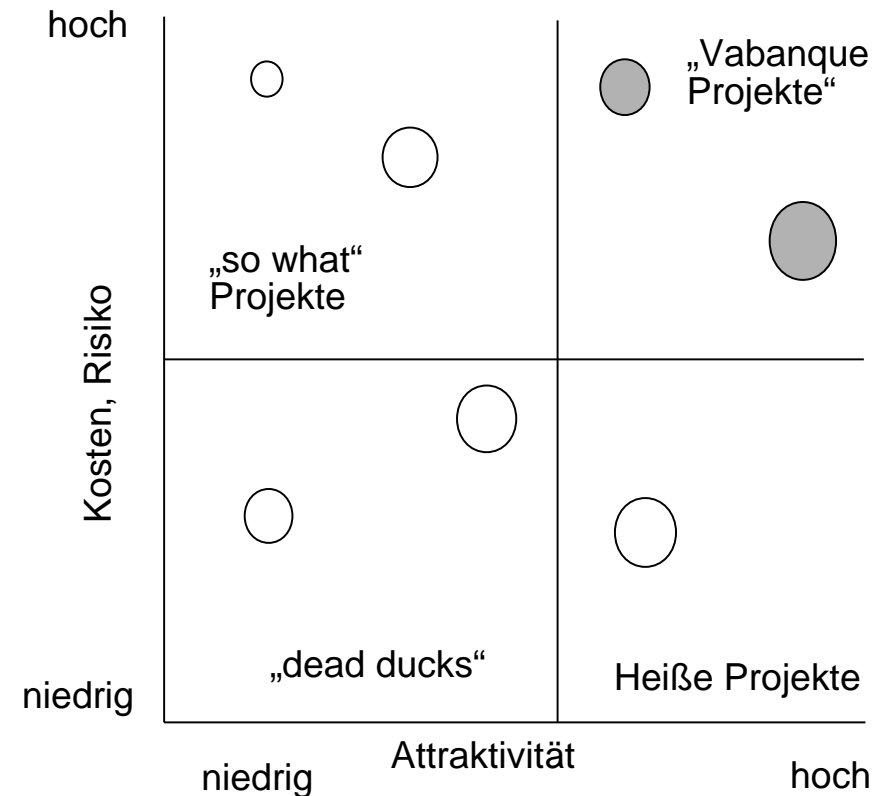 hoch
„Vabanque
Projekte“
„so what“
Projekte
Kosten, Risiko
„dead ducks“
Heiße Projekte
niedrig
Attraktivität
niedrig
hoch